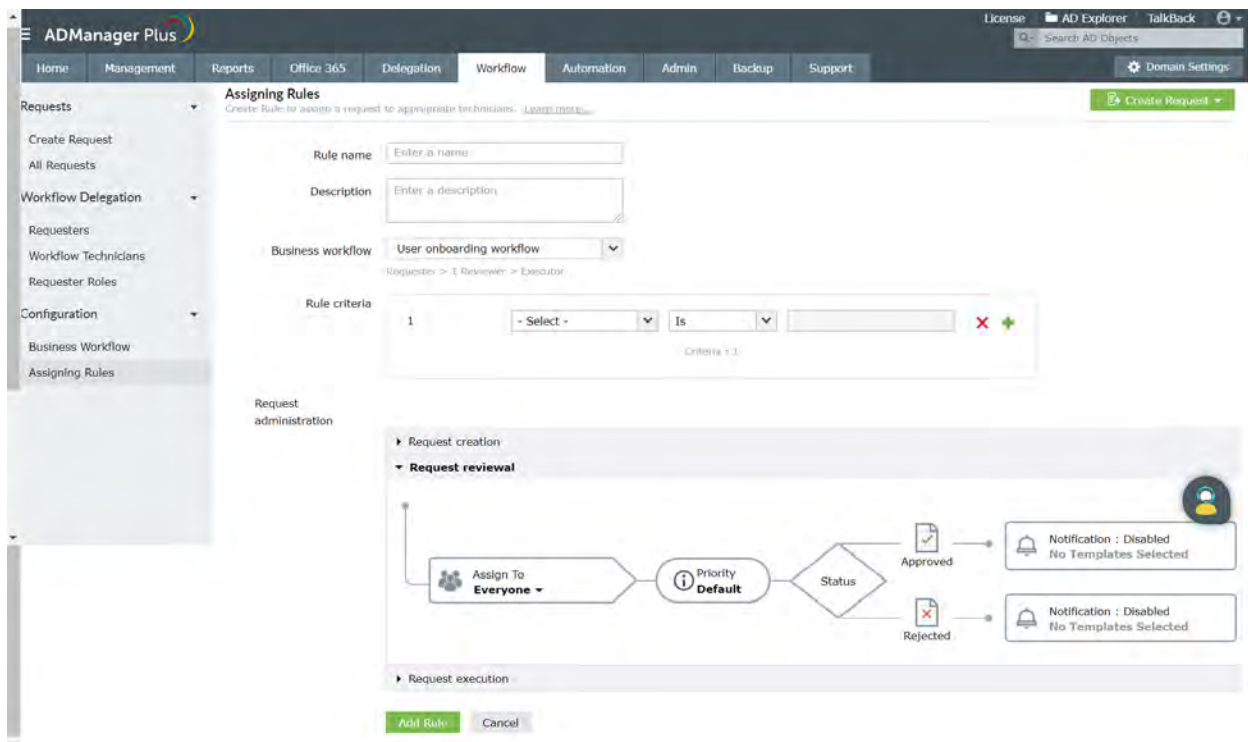 License AD Explorer TalkBack
ADManager Plus
Search AD Objects
Home Management Reports Office 365 Delegation Workflow Automation Admin Backup Support
Domain Settings
Requests
Create Request
All Requests
Workflow Delegation
Requesters
Workflow Technicians
Requester Roles
Configuration
Business Workflow
Assigning Rules
Assigning Rules
Create Rule to assign a request to appropriate technicians. Learn more...
Create Request
Rule name
Enter a name
Description
Enter a description
Business workflow
User onboarding workflow
Requester > 1 Reviewer > Executor
Rule criteria
1 - Select - Is
Criteria : 1
Request
administration
Request creation
Request reviewal
Assign To
Everyone
Priority
Default
Status
Approved
Notification : Disabled
No Templates Selected
Rejected
Notification : Disabled
No Templates Selected
Request execution
Add Rule Cancel